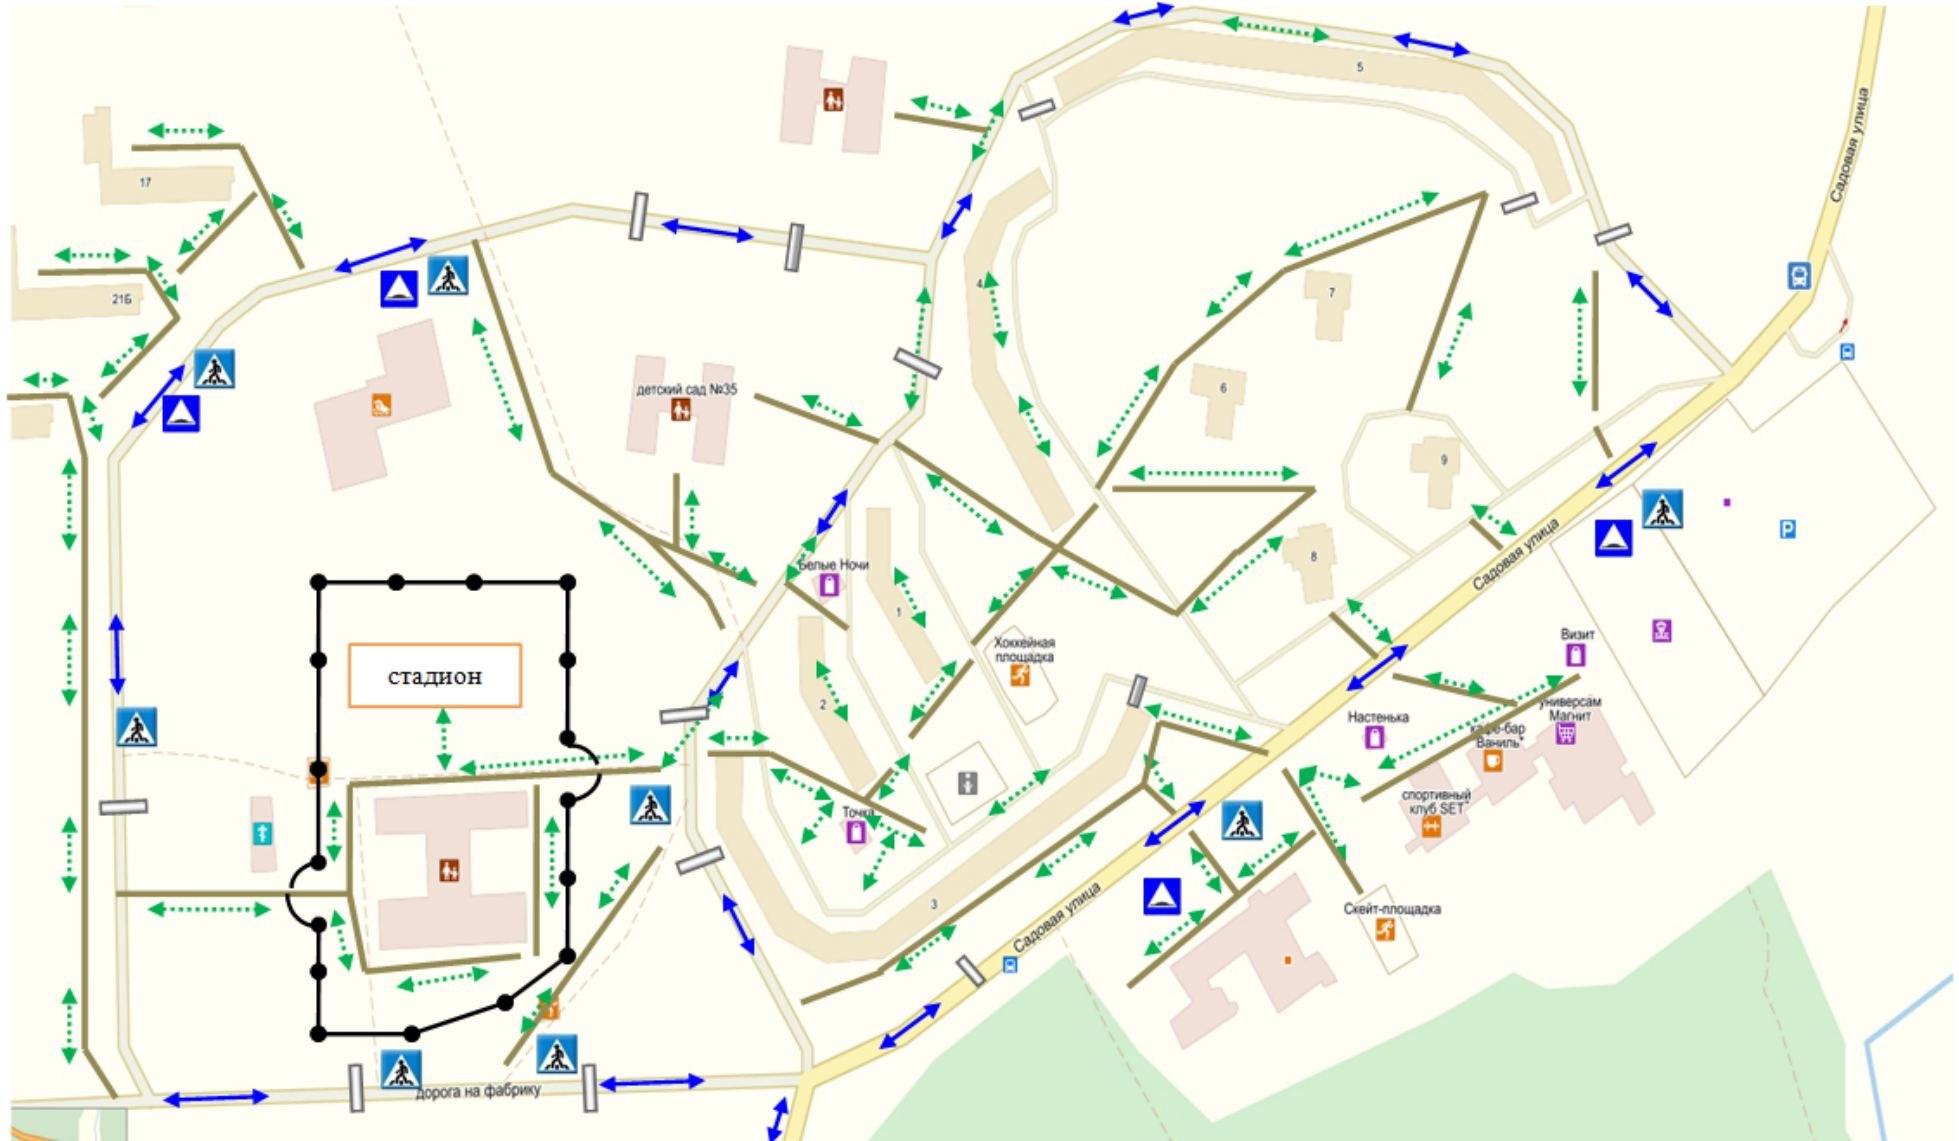 5
Садовая улица
17
21Б
4
7
детский сад №35
6
9
8
Белые Ночи
1
Садовая улица
Хоккейная
площадка
Визит
стадион
2
Настенька
универсам
Магнит
кафе-бар
Ваниль
спортивный
клуб SET
Точка
3
Садовая улица
Скейт-площадка
дорога на фабрику
P